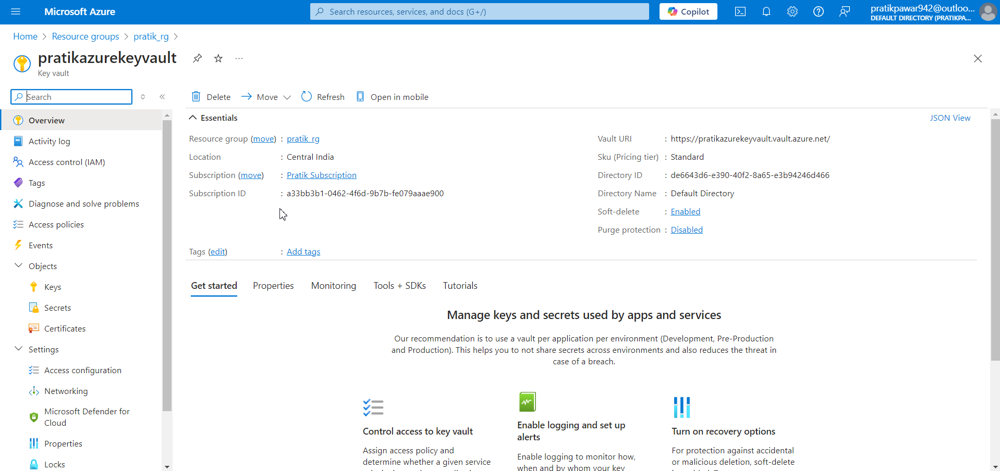 Microsoft Azure
Search resources, services, and docs (G+/)
Copilot
pratikpawar942@outloo...
DEFAULT DIRECTORY (PRATIKPA...
Home > Resource groups > pratik_rg >
pratikazurekeyvault
Key vault
Search
Delete
Move
Refresh
Open in mobile
Overview
Activity log
Access control (IAM)
Tags
Diagnose and solve problems
Access policies
Events
Objects
Keys
Secrets
Certificates
Settings
Access configuration
Networking
Microsoft Defender for
Cloud
Properties
Locks
Essentials
JSON View
Resource group (move) : pratik_rg
Location : Central India
Subscription (move) : Pratik Subscription
Subscription ID : a33bb3b1-0462-4f6d-9b7b-fe079aaae900
Vault URI : https://pratikazurekeyvault.vault.azure.net/
Sku (Pricing tier) : Standard
Directory ID : de6643d6-e390-40f2-8a65-e3b94246d466
Directory Name : Default Directory
Soft-delete : Enabled
Purge protection : Disabled
Tags (edit) : Add tags
Get started
Properties
Monitoring
Tools + SDKs
Tutorials
Manage keys and secrets used by apps and services
Our recommendation is to use a vault per application per environment (Development, Pre-Production
and Production). This helps you to not share secrets across environments and also reduces the threat in
case of a breach.
Control access to key vault
Assign access policy and
determine whether a given service
Enable logging and set up
alerts
Enable logging to monitor how,
when and by whom your key
Turn on recovery options
For protection against accidental
or malicious deletion, soft-delete